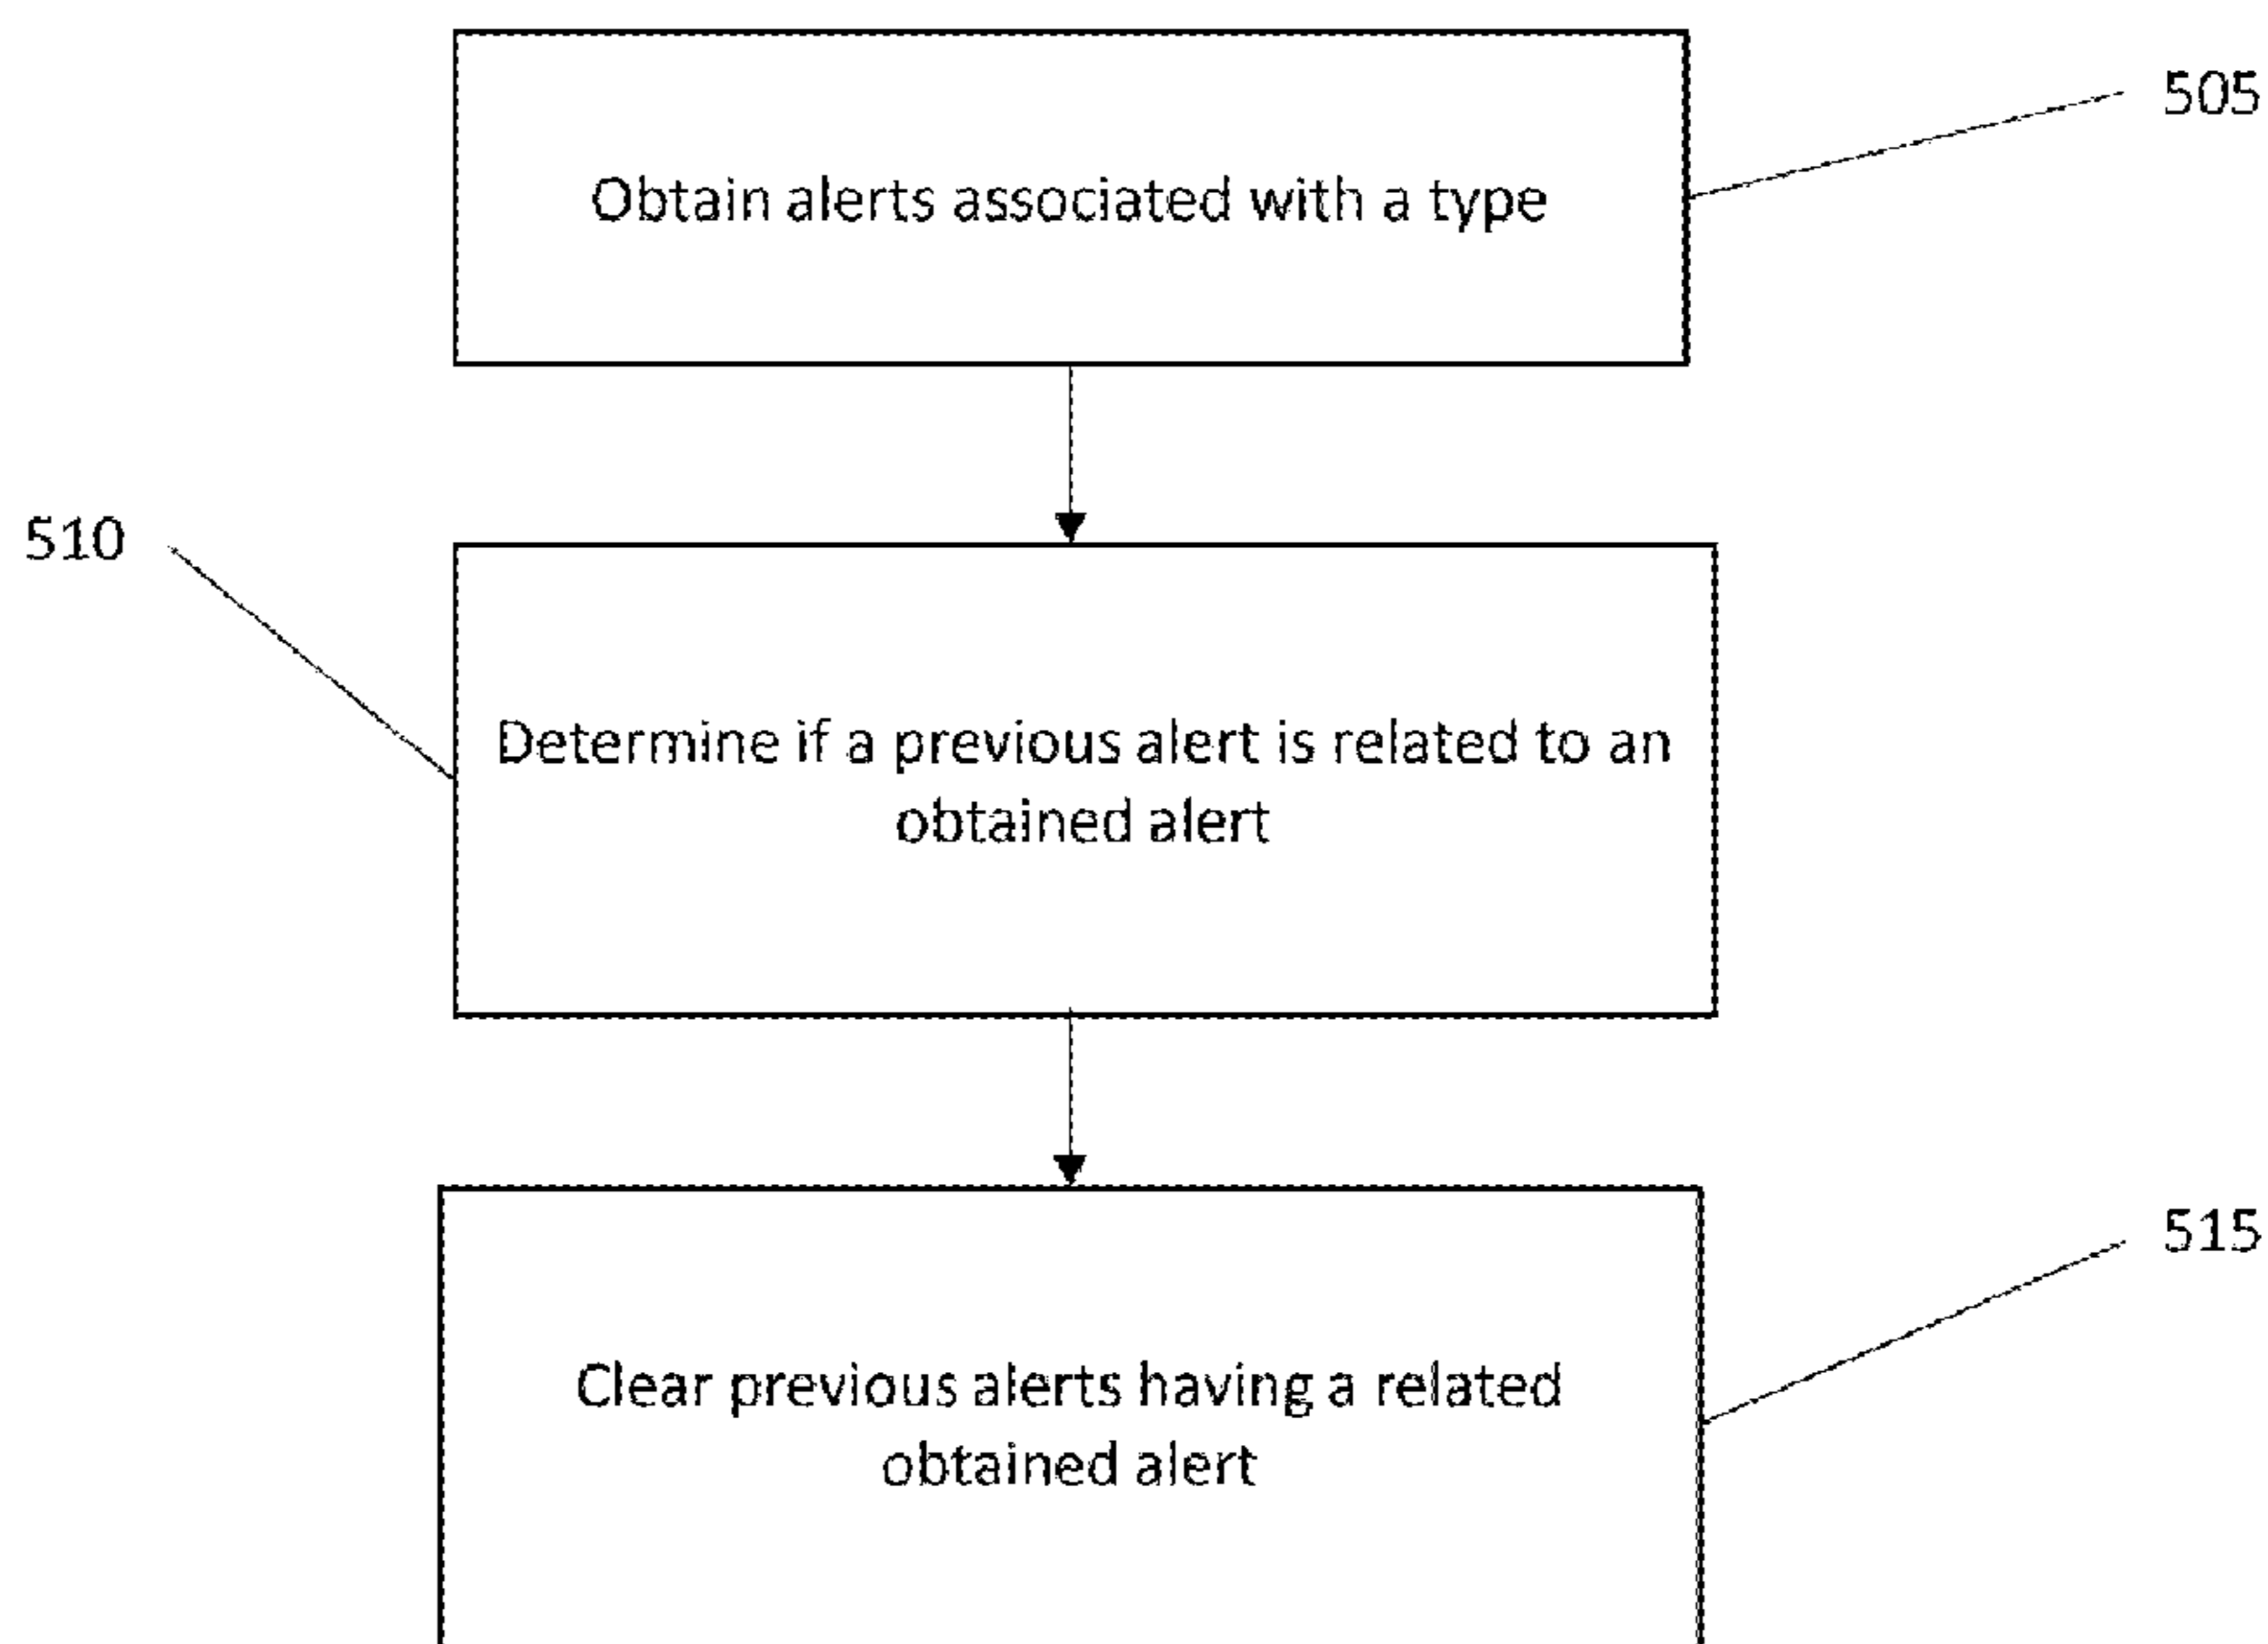 505
Obtain alerts associated with a type
510
Determine if a previous alert is related to an
obtained alert
515
Clear previous alerts having a related
obtained alert